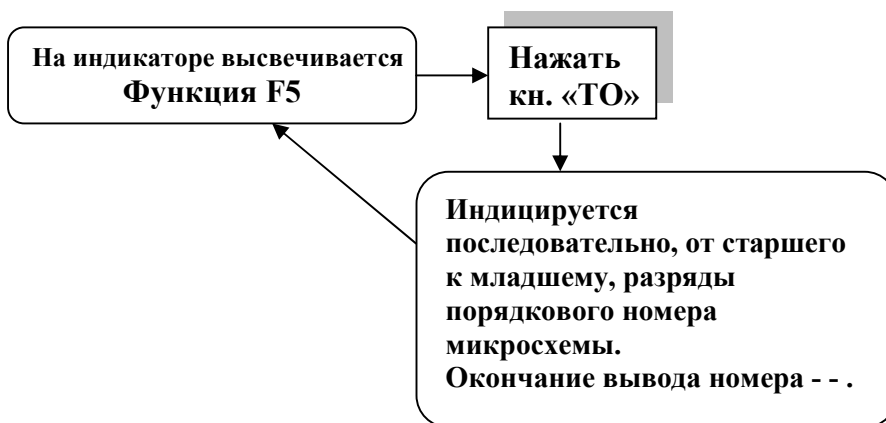 На индикаторе высвечивается
Функция F5
Нажать
кн. «ТО»
Индицируется
последовательно, от старшего
к младшему, разряды
порядкового номера
микросхемы.
Окончание вывода номера - - .